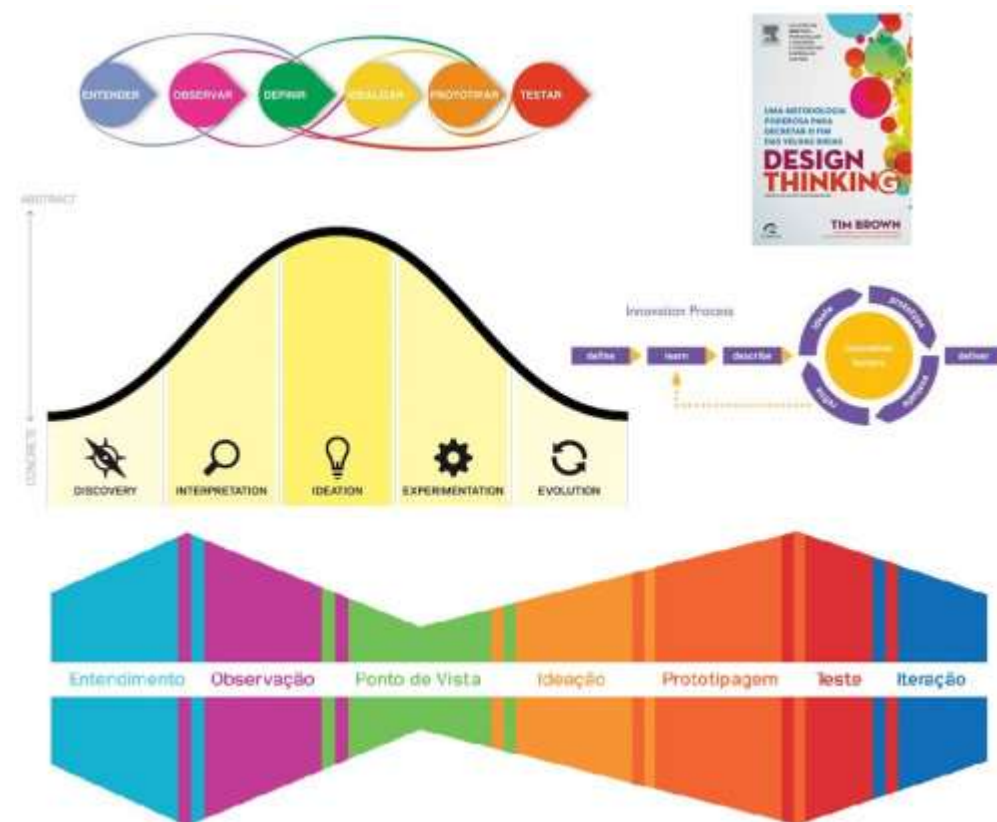 ENTENDER
OBSERVAR
DEFINIR
IDEALIZAR
PROTOTIPAR
TESTAR
UMA METODOLOGIA
PODEROSA PARA
DECRETAR O FIM
DAS VELHAS IDEIAS
DESIGN
THINKING
TIM BROWN
ABSTRACT
CONCRETE
DISCOVERY
INTERPRETATION
IDEATION
EXPERIMENTATION
EVOLUTION
Innovation Process
define
learn
describe
ideate
prototype
evaluate
refine
deliver
Entendimento
Observação
Ponto de Vista
Ideação
Prototipagem
Teste
Iteração